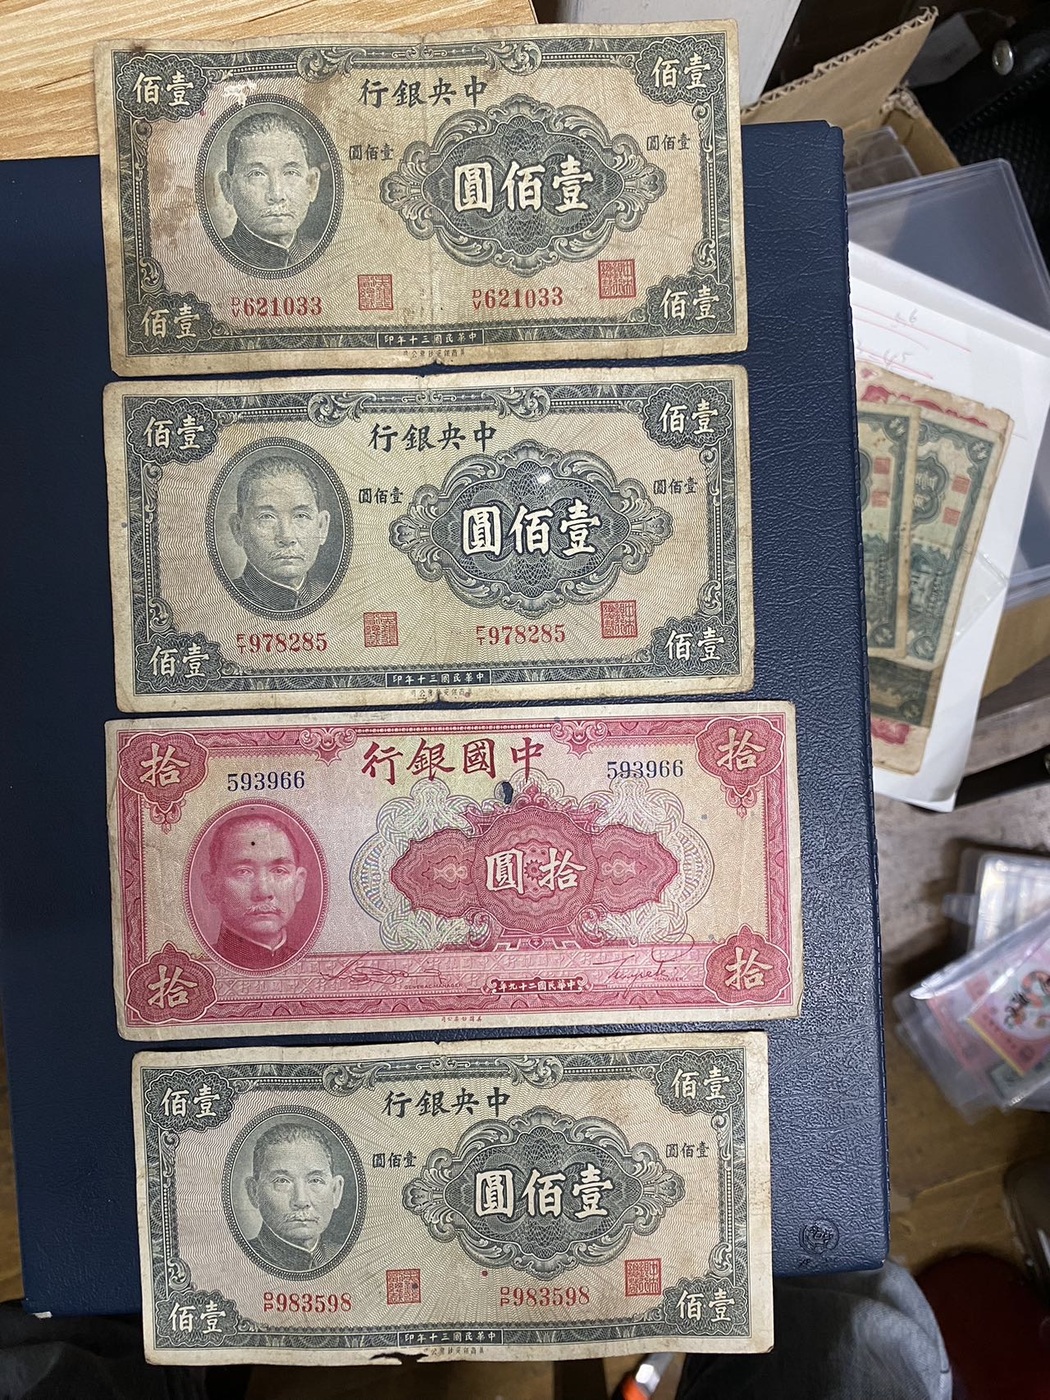 壹佰 中央銀行 壹佰
壹佰圓 壹佰圓 壹佰圓
D/V 621033 D/V 621033
壹佰 壹佰
中華民國三十年印
壹佰 中央銀行 壹佰
壹佰圓 壹佰圓 壹佰圓
F/T 978285 F/T 978285
壹佰 壹佰
中華民國三十年印
拾 中國銀行 拾
593966 593966
拾圓
拾 拾
中華民國二十九年
壹佰 中央銀行 壹佰
壹佰圓 壹佰圓 壹佰圓
983598 983598
壹佰 壹佰
中華民國三十年印